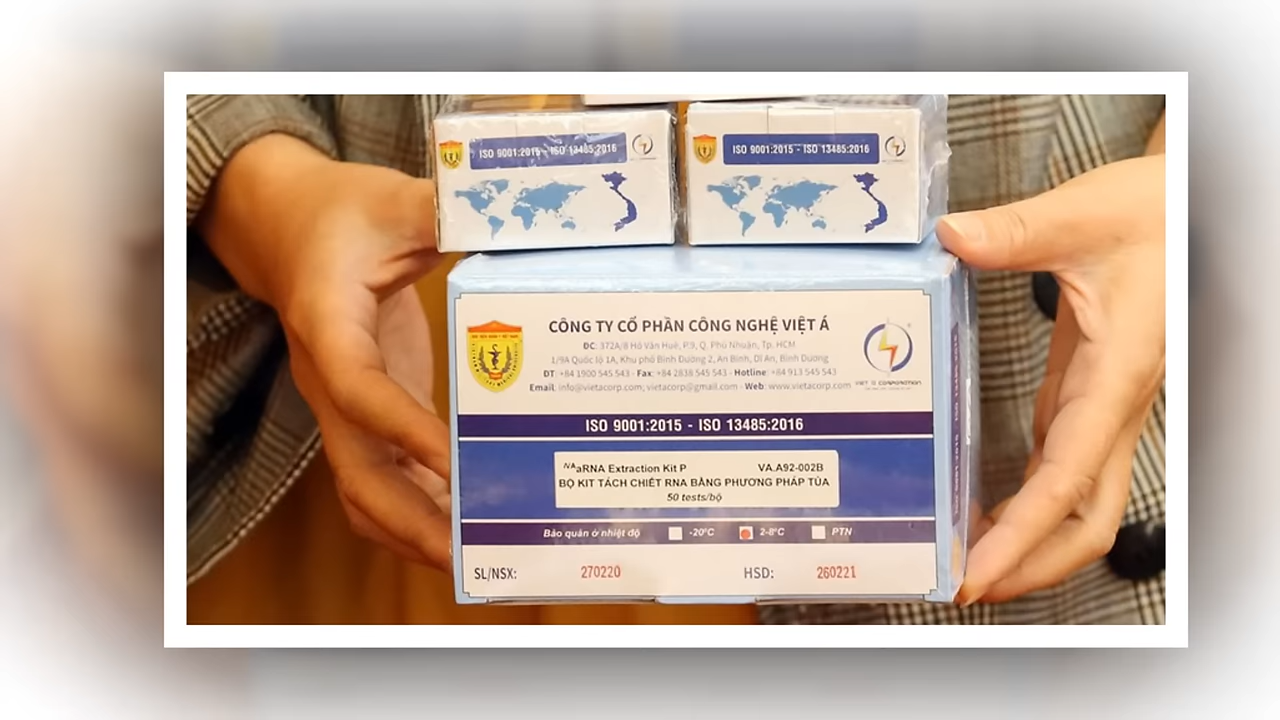 ISO 9001:2015 - ISO 13485:2016
ISO 9001:2015 - ISO 13485:2016
CÔNG TY CỔ PHẦN CÔNG NGHỆ VIỆT Á
ĐC: 372A/8 Hồ Văn Huê, P.9, Q. Phú Nhuận, Tp. HCM
1/9A Quốc lộ 1A, Khu phố Bình Đường 2, An Bình, Dĩ An, Bình Dương
ĐT: +84 1900 545 543 - Fax: +84 2838 545 543 - Hotline: +84 913 545 543
Email: info@vietacorp.com; vietacorp@gmail.com - Web: www.vietacorp.com
VIET A CORPORATION
ISO 9001:2015 - ISO 13485:2016
iVAaRNA Extraction Kit P VA.A92-002B
BỘ KIT TÁCH CHIẾT RNA BẰNG PHƯƠNG PHÁP TỦA
50 tests/bộ
Bảo quản ở nhiệt độ -20°C 2-8°C PTN
SL/NSX: 270220 HSD: 260221